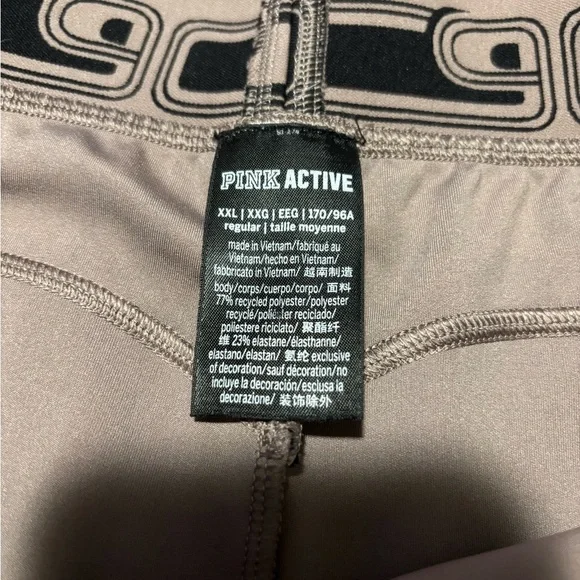 PINK ACTIVE
XXL | XXG | EEG | 170/96A
regular | taille moyenne
made in Vietnam/fabriqué au
Vietnam/hecho en Vietnam/
fabbricato in Vietnam/ 越南制造
body/corps/cuerpo/corpo/ 面料
77% recycled polyester/polyester
recyclé/poliéster reciclado/
poliestere riciclato/ 聚酯纤
维 23% elastane/élasthanne/
elastano/elastan/ 氨纶 exclusive
of decoration/sauf décoration/no
incluye la decoración/esclusa la
decorazione/ 装饰除外